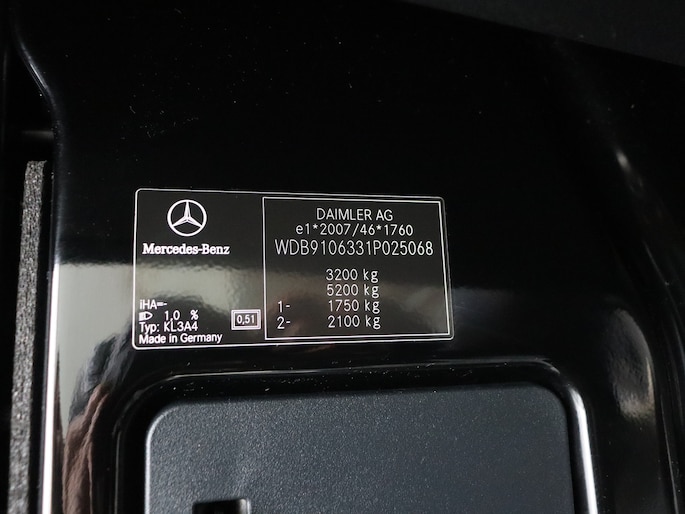 Mercedes-Benz
iHA=-
1,0 %
Typ: KL3A4
Made in Germany
0,51
DAIMLER AG
e1*2007/46*1760
WDB9106331P025068
3200 kg
5200 kg
1- 1750 kg
2- 2100 kg